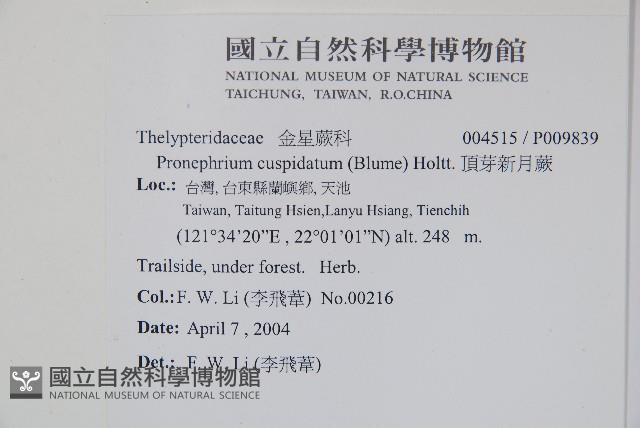 國立自然科學博物館
NATIONAL MUSEUM OF NATURAL SCIENCE
TAICHUNG, TAIWAN, R.O.CHINA
Thelypteridaceae 金星蕨科 004515 / P009839
Pronephrium cuspidatum (Blume) Holtt. 頂芽新月蕨
Loc.: 台灣, 台東縣蘭嶼鄉, 天池
Taiwan, Taitung Hsien,Lanyu Hsiang, Tienchih
(121°34’20”E , 22°01’01”N) alt. 248 m.
Trailside, under forest. Herb.
Col.: F. W. Li (李飛葦) No.00216
Date: April 7 , 2004
Det.: F. W. Li (李飛葦)
國立自然科學博物館
NATIONAL MUSEUM OF NATURAL SCIENCE